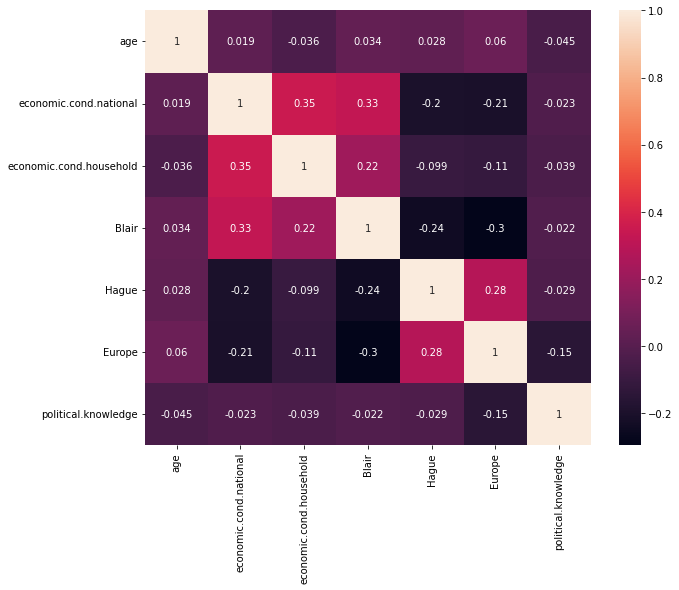 age 1 0.019 -0.036 0.034 0.028 0.06 -0.045
economic.cond.national 0.019 1 0.35 0.33 -0.2 -0.21 -0.023
economic.cond.household -0.036 0.35 1 0.22 -0.099 -0.11 -0.039
Blair 0.034 0.33 0.22 1 -0.24 -0.3 -0.022
Hague 0.028 -0.2 -0.099 -0.24 1 0.28 -0.029
Europe 0.06 -0.21 -0.11 -0.3 0.28 1 -0.15
political.knowledge -0.045 -0.023 -0.039 -0.022 -0.029 -0.15 1
age
economic.cond.national
economic.cond.household
Blair
Hague
Europe
political.knowledge
1.0
0.8
0.6
0.4
0.2
0.0
−0.2